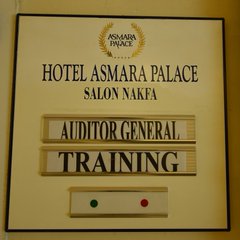 ASMARA
PALACE
HOTEL ASMARA PALACE
SALON NAKFA
AUDITOR GENERAL
TRAINING